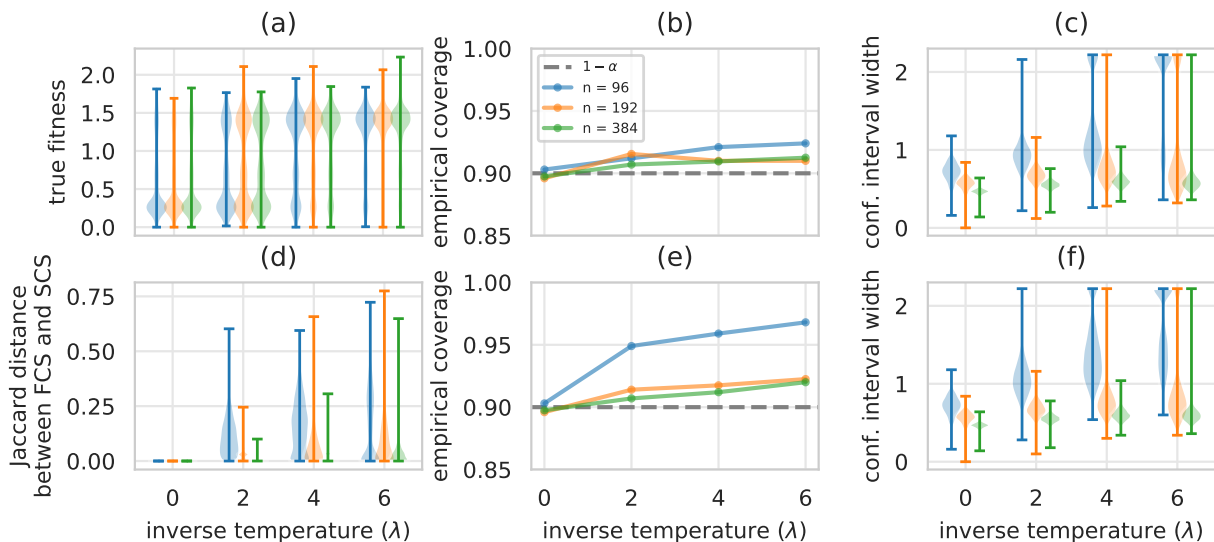 (a)
(b)
(c)
true fitness
2.0
1.5
1.0
0.5
0.0
empirical coverage
1.00
0.95
0.90
0.85
1 − α
n = 96
n = 192
n = 384
conf. interval width
2
1
0
(d)
(e)
(f)
Jaccard distance
between FCS and SCS
0.75
0.50
0.25
0.00
0
2
4
6
inverse temperature (λ)
empirical coverage
1.00
0.95
0.90
0.85
0
2
4
6
inverse temperature (λ)
conf. interval width
2
1
0
0
2
4
6
inverse temperature (λ)